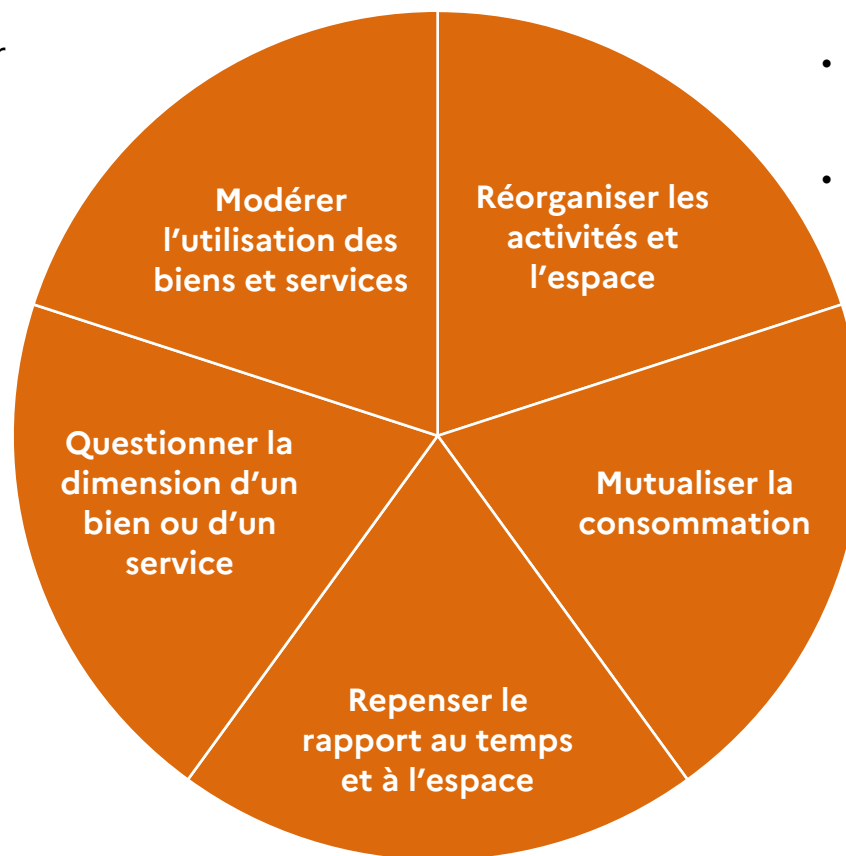 Modérer
l’utilisation des
biens et services
Réorganiser les
activités et
l’espace
Questionner la
dimension d’un
bien ou d’un
service
Mutualiser la
consommation
Repenser le
rapport au temps
et à l’espace